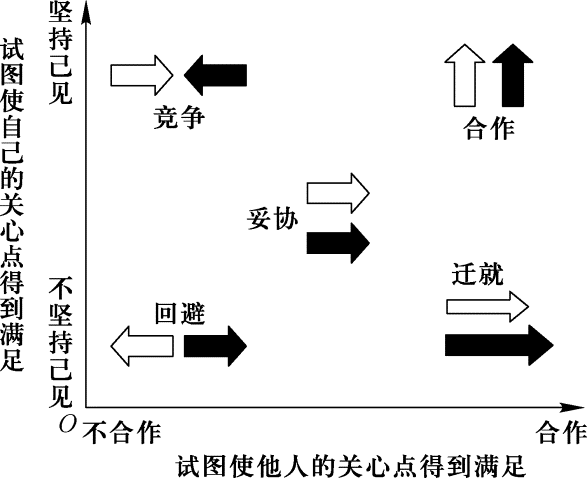 试图使自己的关心点得到满足
坚持己见
不坚持己见
竞争
合作
妥协
回避
迁就
O
不合作
合作
试图使他人的关心点得到满足